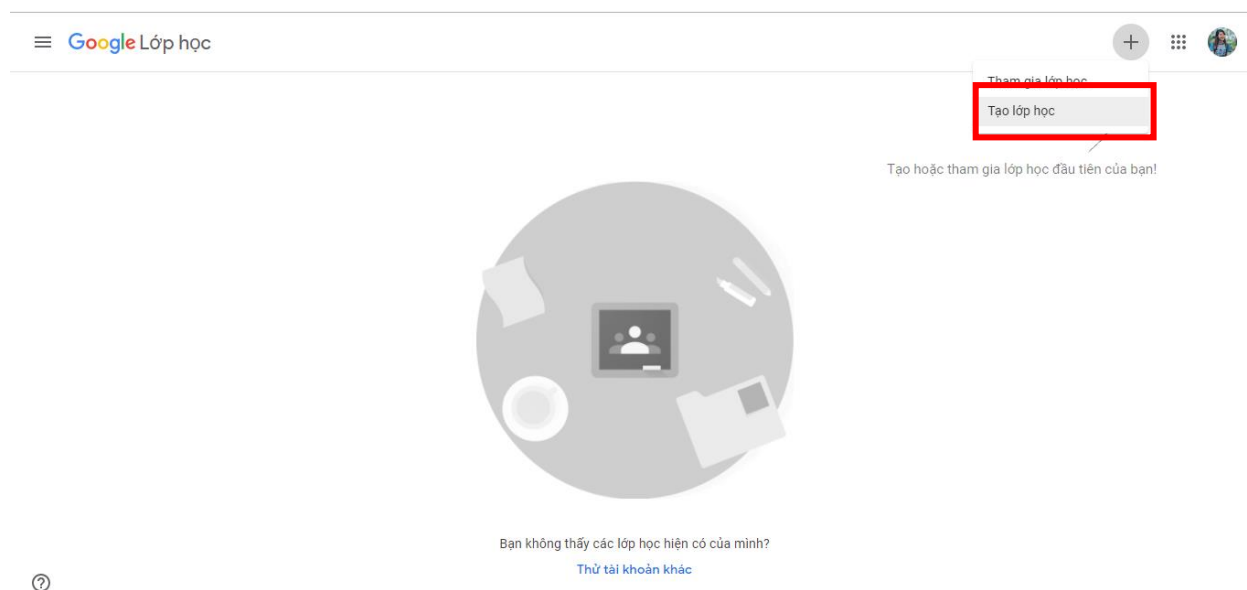 Google Lớp học
Tham gia lớp học
Tạo lớp học
Tạo hoặc tham gia lớp học đầu tiên của bạn!
Bạn không thấy các lớp học hiện có của mình?
Thử tài khoản khác